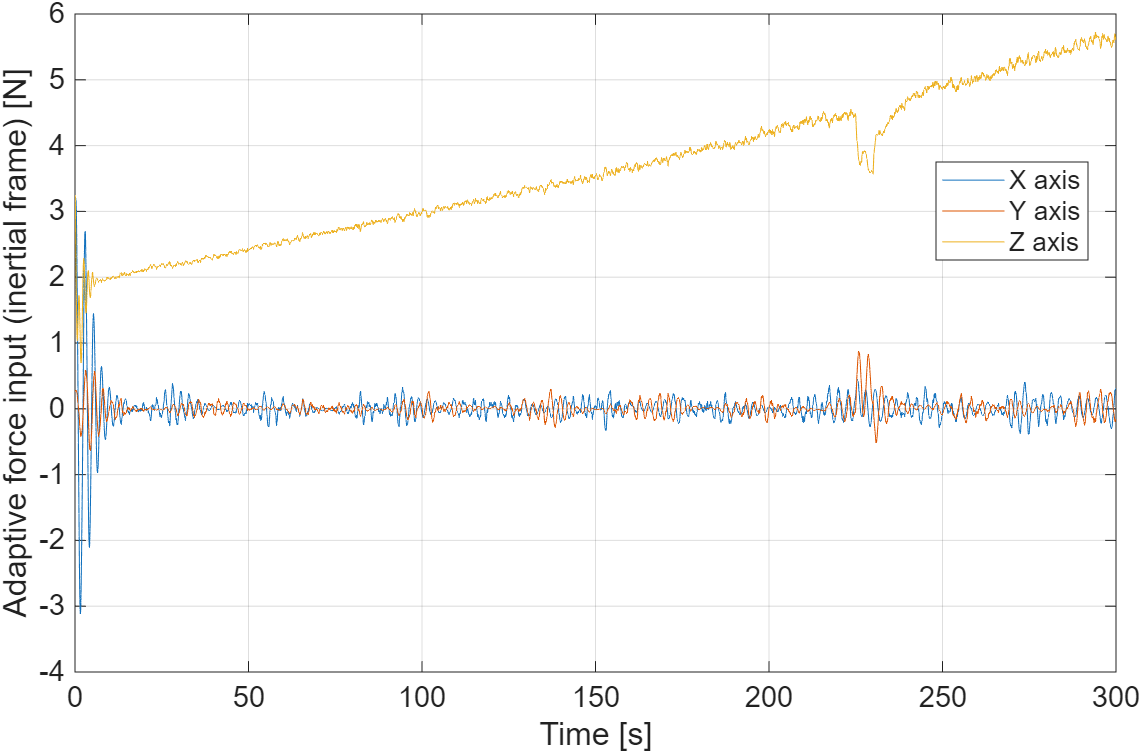 Adaptive force input (inertial frame) [N]
6
5
4
3
2
1
0
-1
-2
-3
-4
X axis
Y axis
Z axis
0 50 100 150 200 250 300
Time [s]